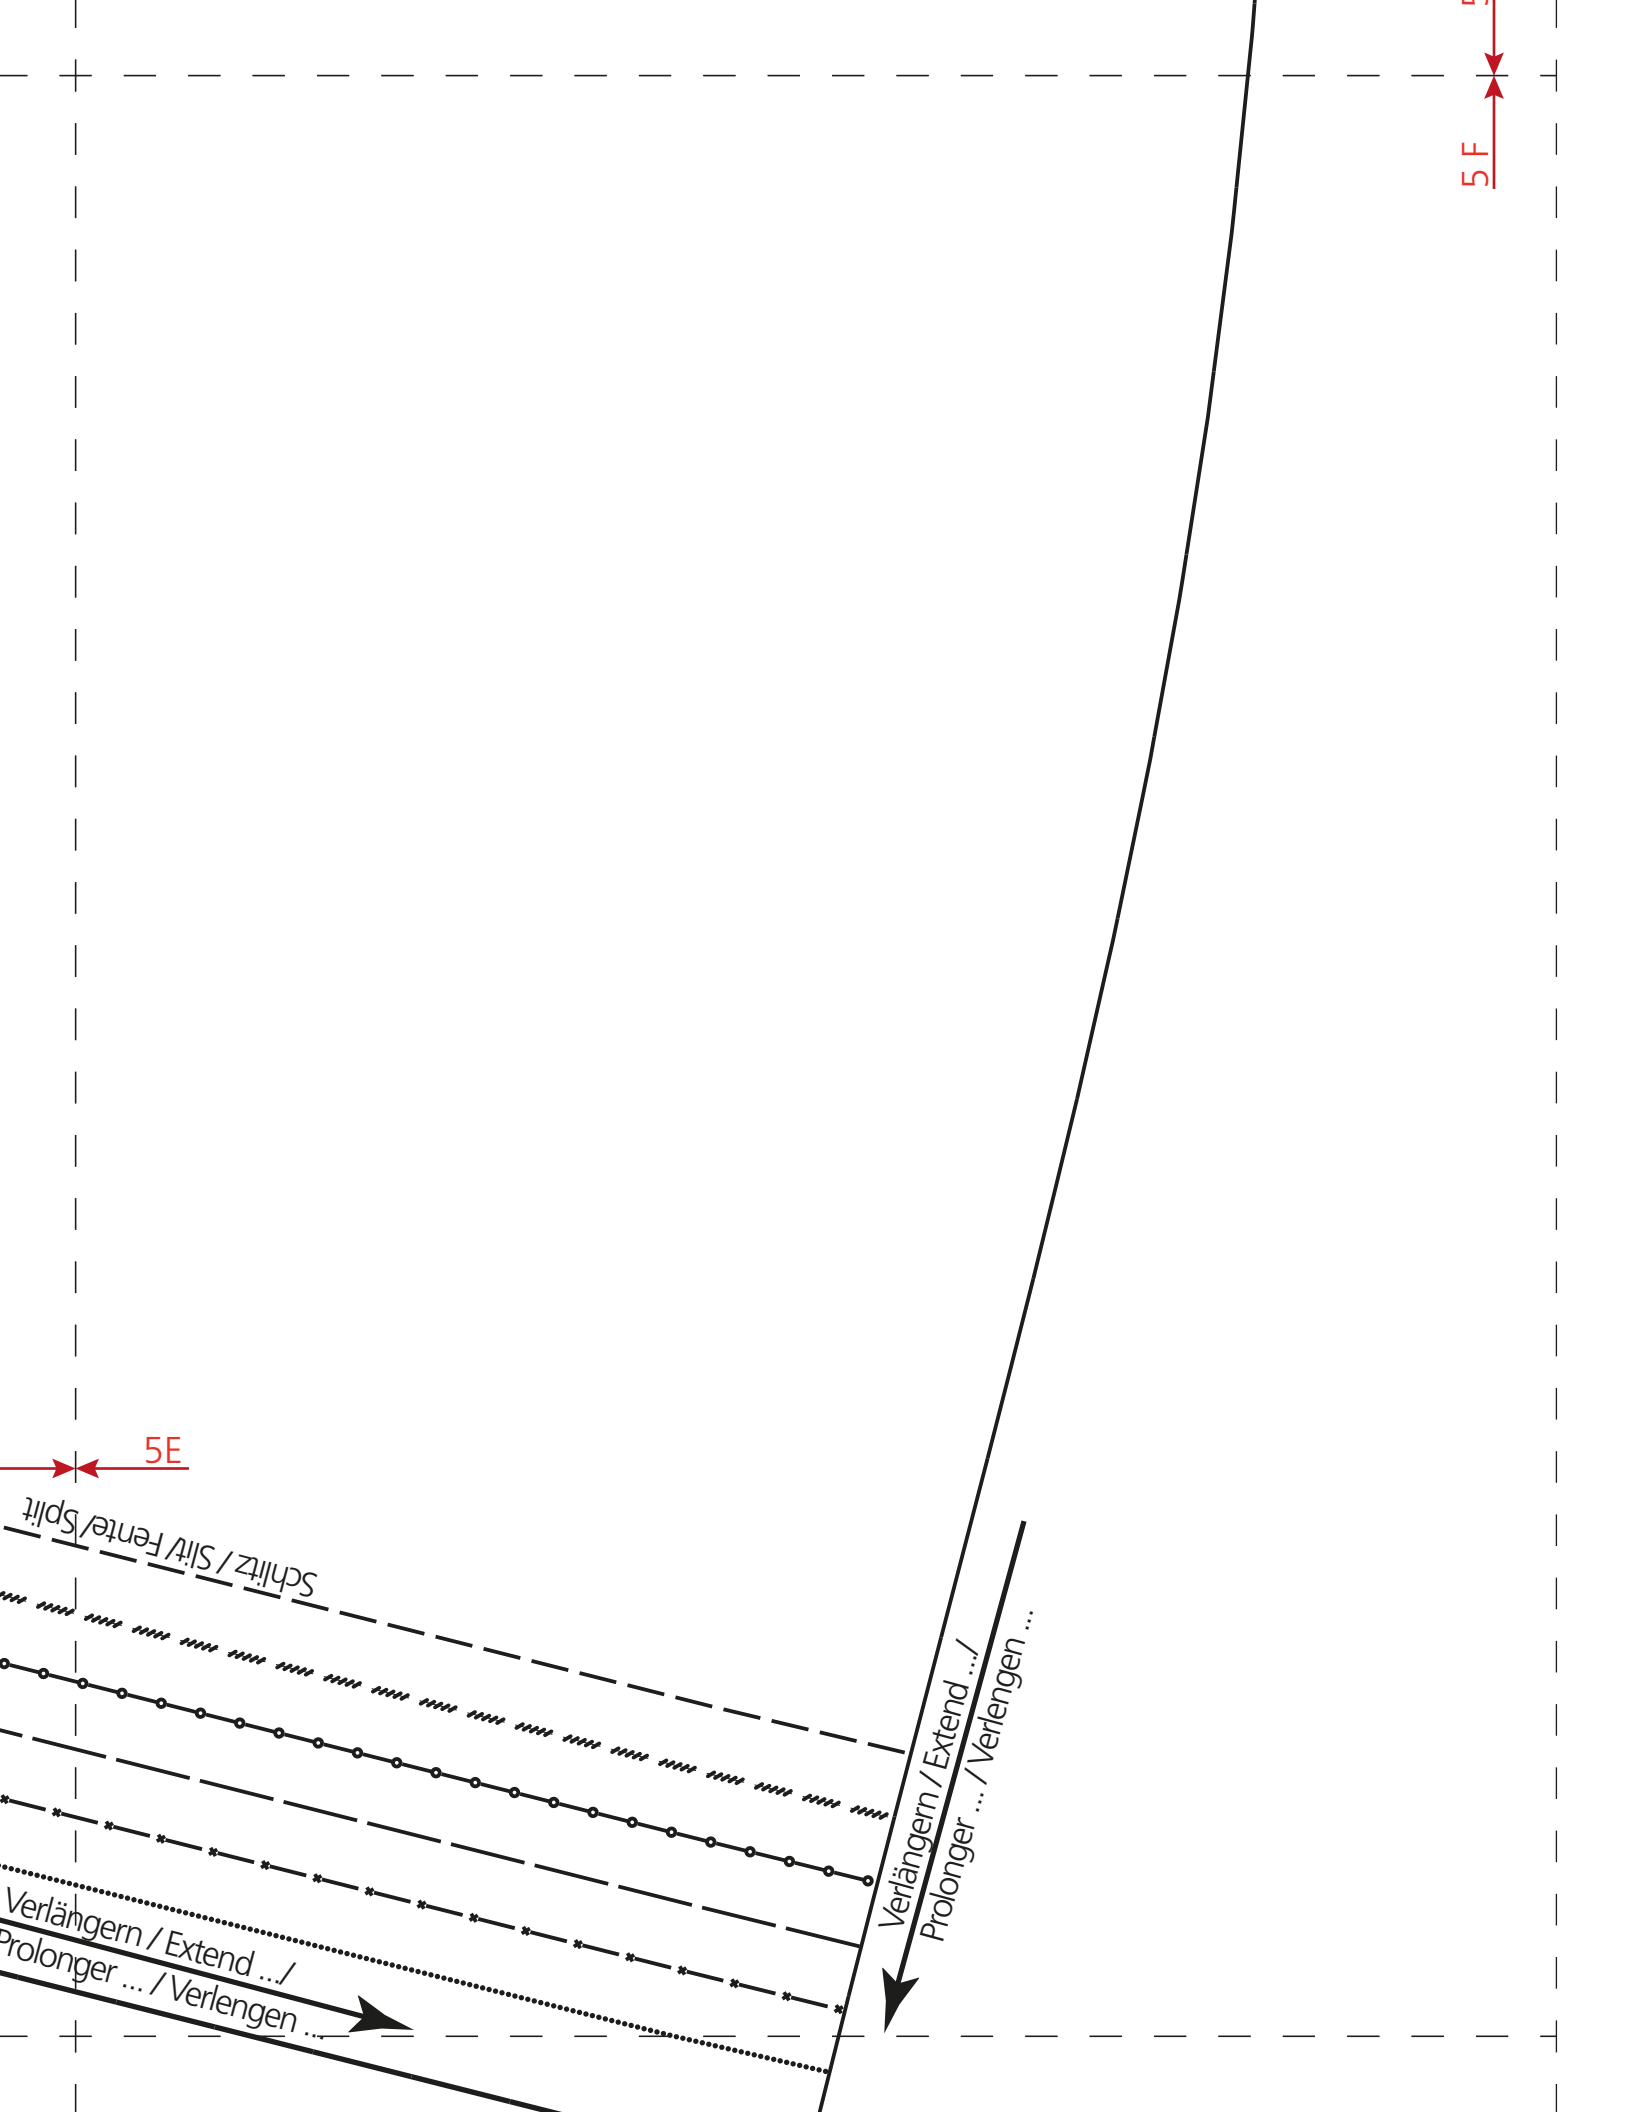 5 F
5E
Schlitz / Slit/ Fente/ Split
Verlängern / Extend .../
Prolonger ... / Verlengen ...
Verlängern / Extend .../
Prolonger ... / Verlengen ...